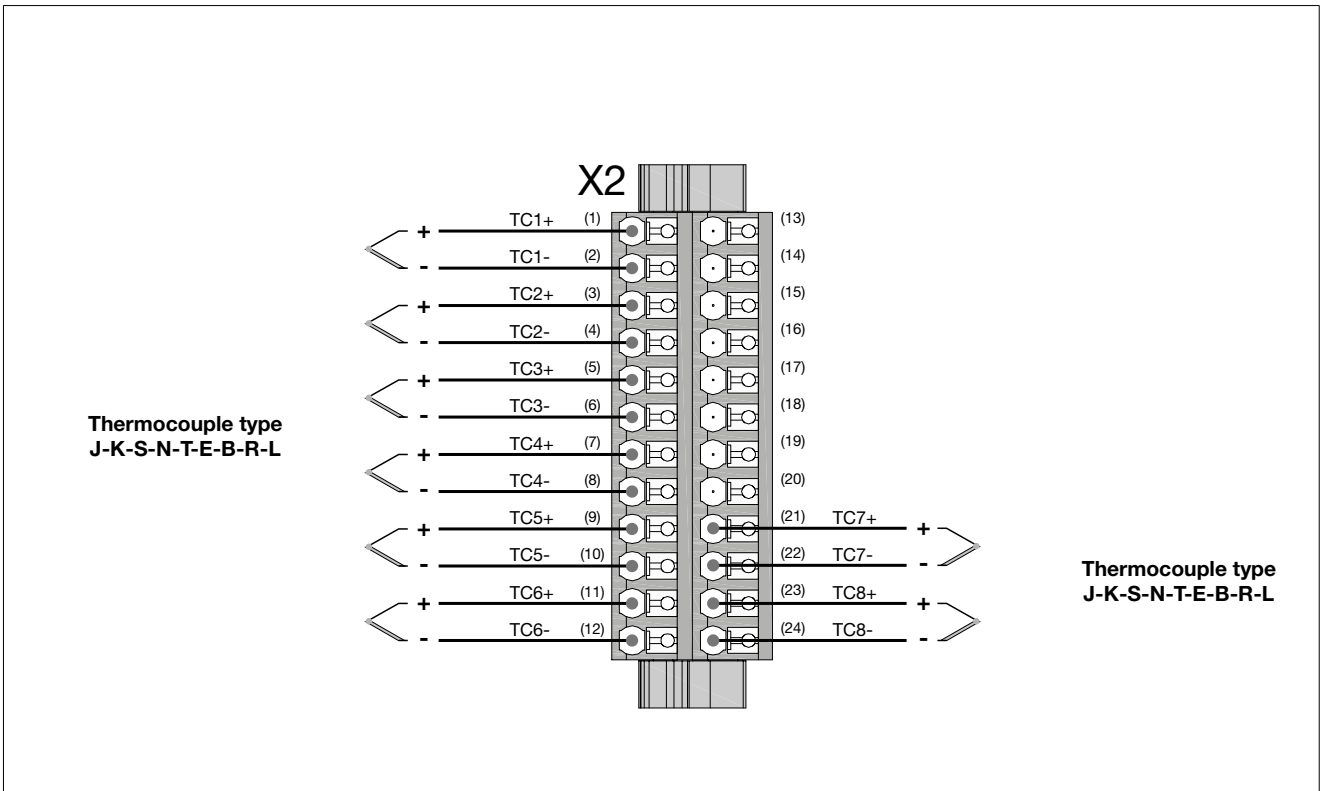 X2
TC1+ (1) (13)
TC1- (2) (14)
TC2+ (3) (15)
TC2- (4) (16)
TC3+ (5) (17)
TC3- (6) (18)
TC4+ (7) (19)
TC4- (8) (20)
TC5+ (9) (21) TC7+
TC5- (10) (22) TC7-
TC6+ (11) (23) TC8+
TC6- (12) (24) TC8-
+
-
+
-
+
-
+
-
+
-
+
-
Thermocouple type
J-K-S-N-T-E-B-R-L
+
-
+
-
Thermocouple type
J-K-S-N-T-E-B-R-L